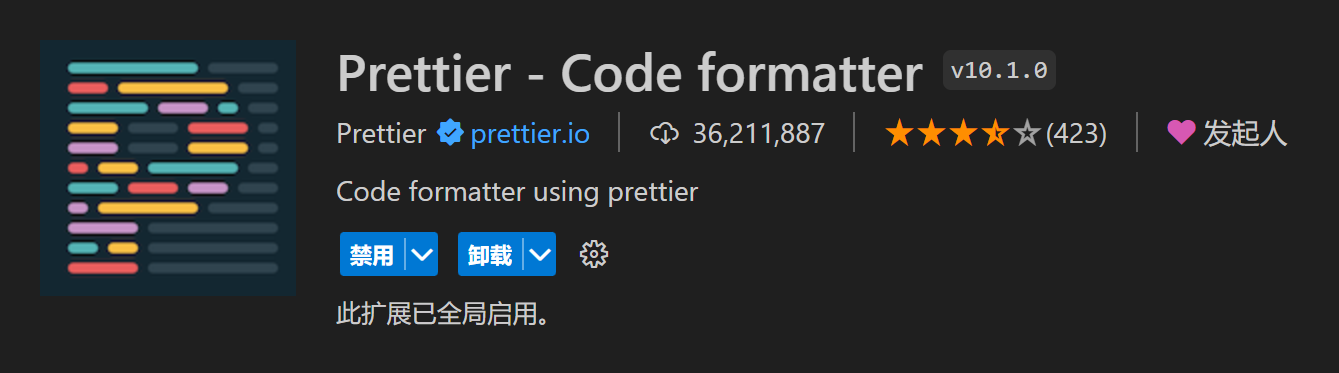 Prettier - Code formatter v10.1.0
Prettier prettier.io 36,211,887 (423) 发起人
Code formatter using prettier
禁用 卸载
此扩展已全局启用。